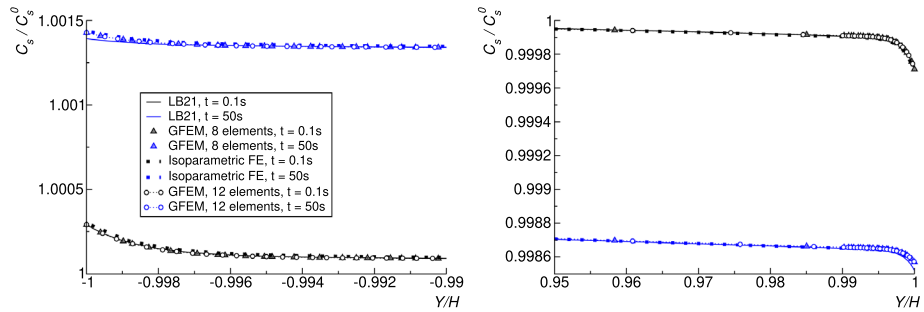 C_s / C_s^0
1.0015
1.001
1.0005
1
LB21, t = 0.1s
LB21, t = 50s
GFEM, 8 elements, t = 0.1s
GFEM, 8 elements, t = 50s
Isoparametric FE, t = 0.1s
Isoparametric FE, t = 50s
GFEM, 12 elements, t = 0.1s
GFEM, 12 elements, t = 50s
-1 -0.998 -0.996 -0.994 -0.992 -0.99
Y/H
C_s / C_s^0
1
0.9998
0.9996
0.9994
0.9992
0.999
0.9988
0.9986
0.95 0.96 0.97 0.98 0.99 1
Y/H